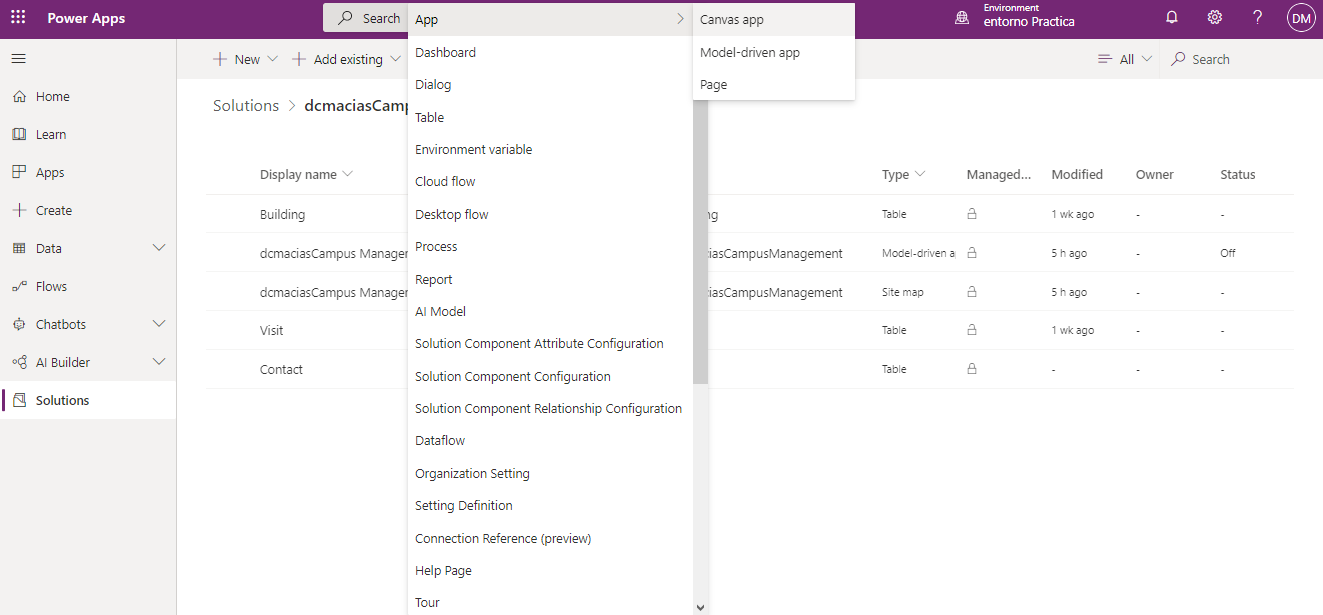 Power Apps
Search
Environment
entorno Practica
?
DM
App
Canvas app
Model-driven app
Page
Dashboard
Dialog
Table
Environment variable
Cloud flow
Desktop flow
Process
Report
AI Model
Solution Component Attribute Configuration
Solution Component Configuration
Solution Component Relationship Configuration
Dataflow
Organization Setting
Setting Definition
Connection Reference (preview)
Help Page
Tour
Home
Learn
Apps
Create
Data
Flows
Chatbots
AI Builder
Solutions
New
Add existing
All
Search
Solutions > dcmaciasCamp
Display name
Type
Managed...
Modified
Owner
Status
Building
ng
Table
1 wk ago
-
-
dcmaciasCampus Manager
iasCampusManagement
Model-driven a
5 h ago
-
Off
dcmaciasCampus Manager
iasCampusManagement
Site map
5 h ago
-
-
Visit
Table
1 wk ago
-
-
Contact
Table
-
-
-